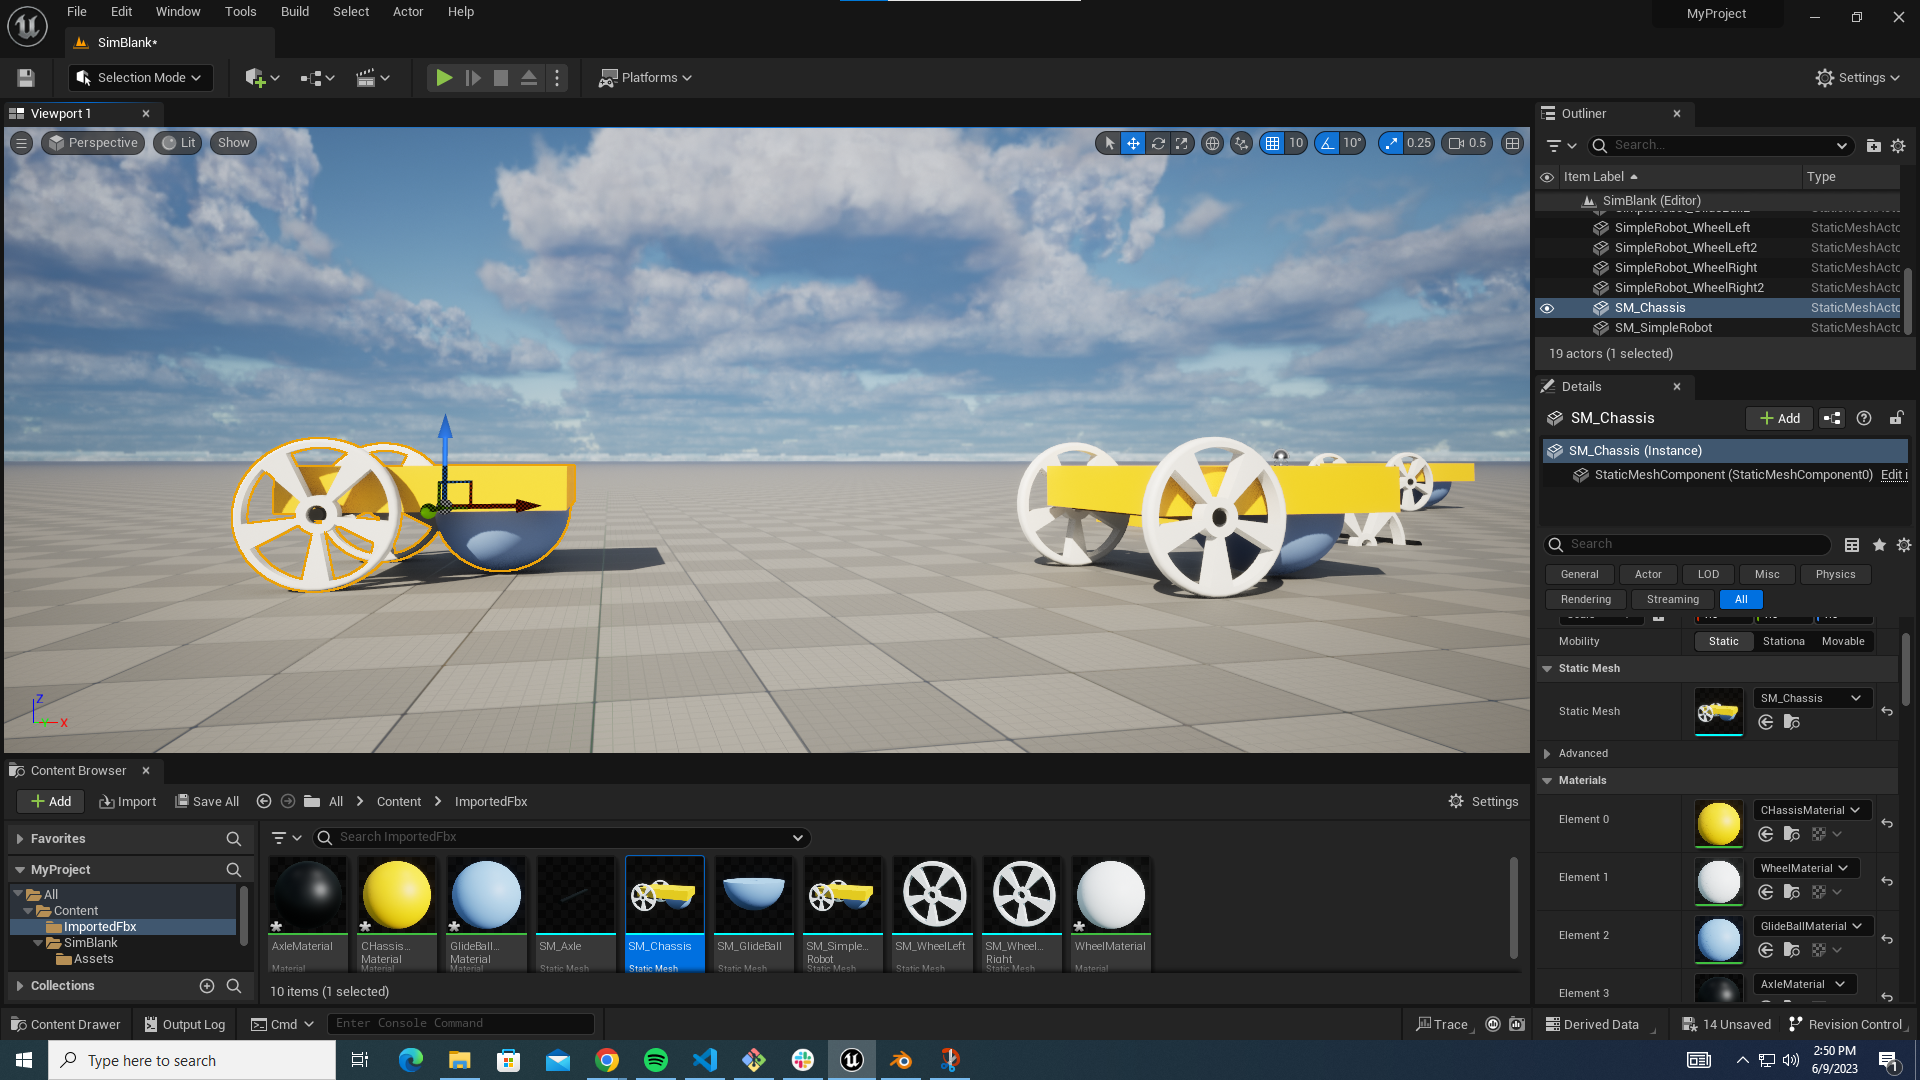 File Edit Window Tools Build Select Actor Help
MyProject
SimBlank*
Selection Mode
Platforms
Settings
Viewport 1
Perspective
Lit
Show
10
10°
0.25
0.5
Z
X
Outliner
Search...
Item Label
Type
SimBlank (Editor)
SimpleRobot_WheelLeft StaticMeshActo
SimpleRobot_WheelLeft2 StaticMeshActo
SimpleRobot_WheelRight StaticMeshActo
SimpleRobot_WheelRight2 StaticMeshActo
SM_Chassis StaticMeshActo
SM_SimpleRobot StaticMeshActo
19 actors (1 selected)
Details
SM_Chassis
Add
SM_Chassis (Instance)
StaticMeshComponent (StaticMeshComponent0) Edit i
Search
General Actor LOD Misc Physics
Rendering Streaming All
Mobility Static Stationa Movable
Static Mesh
Static Mesh SM_Chassis
Advanced
Materials
Element 0 CHassisMaterial
Element 1 WheelMaterial
Element 2 GlideBallMaterial
Element 3 AxleMaterial
Content Browser
Add Import Save All All Content ImportedFbx Settings
Favorites
MyProject
All
Content
ImportedFbx
SimBlank
Assets
Collections
Search ImportedFbx
AxleMaterial
Material
CHassis...
Material
Material
GlideBall...
Material
Material
SM_Axle
Static Mesh
SM_Chassis
Static Mesh
SM_GlideBall
Static Mesh
SM_Simple...
Robot
Static Mesh
SM_WheelLeft
Static Mesh
SM_Wheel...
Right
Static Mesh
WheelMaterial
Material
10 items (1 selected)
Content Drawer Output Log Cmd Enter Console Command Trace Derived Data 14 Unsaved Revision Control
Type here to search
2:50 PM
6/9/2023
1